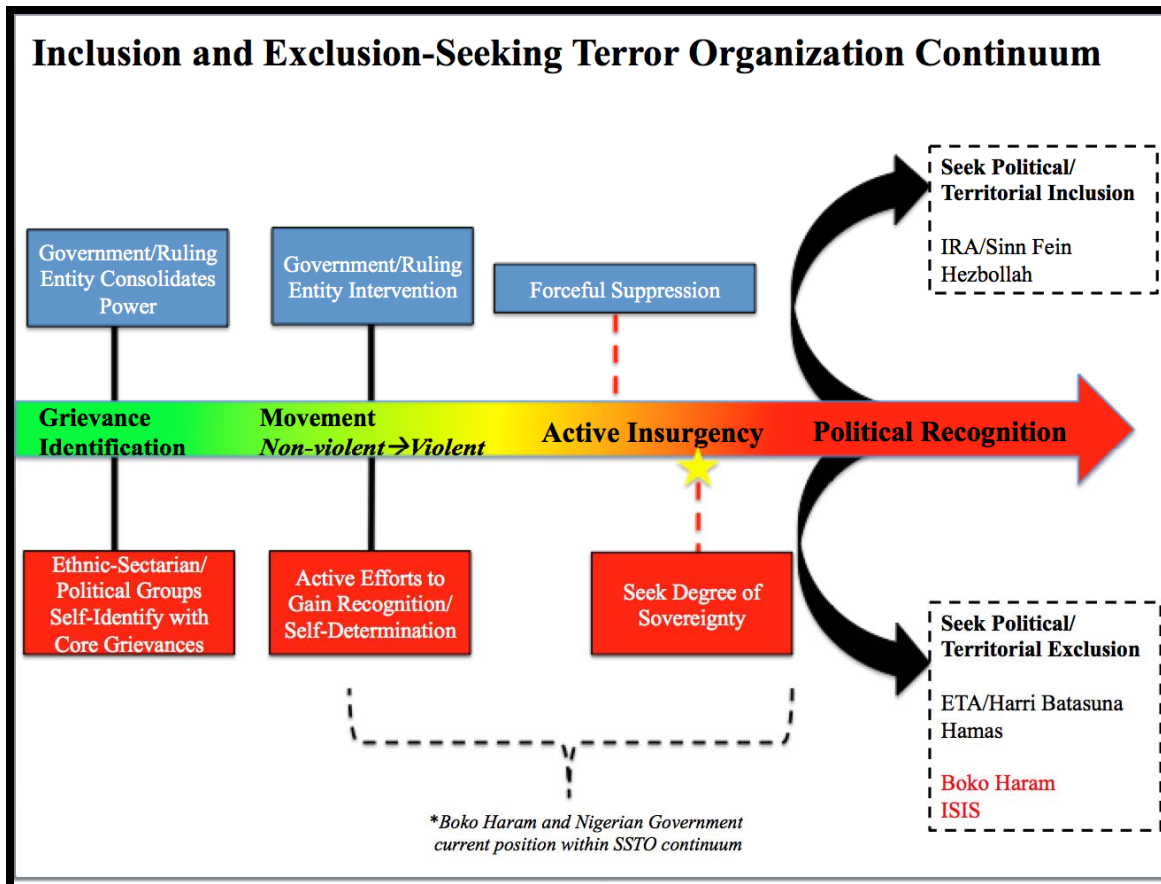 Inclusion and Exclusion-Seeking Terror Organization Continuum
Government/Ruling
Entity Consolidates
Power
Government/Ruling
Entity Intervention
Forceful Suppression
Seek Political/
Territorial Inclusion
IRA/Sinn Fein
Hezbollah
Grievance
Identification
Movement
Non-violent→Violent
Active Insurgency
Political Recognition
Ethnic-Sectarian/
Political Groups
Self-Identify with
Core Grievances
Active Efforts to
Gain Recognition/
Self-Determination
Seek Degree of
Sovereignty
Seek Political/
Territorial Exclusion
ETA/Harri Batasuna
Hamas
Boko Haram
ISIS
*Boko Haram and Nigerian Government
current position within SSTO continuum